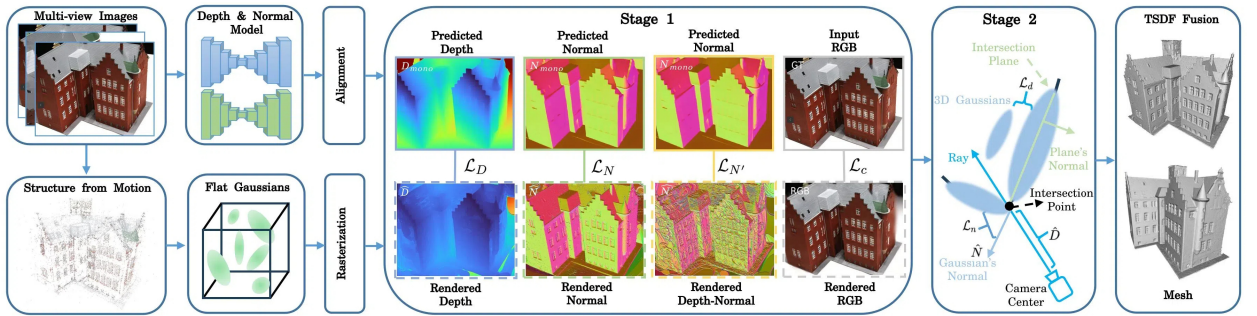 Multi-view Images
Depth & Normal
Model
Alignment
Structure from Motion
Flat Gaussians
Rasterization
Stage 1
Predicted
Depth
Predicted
Normal
Predicted
Normal
Input
RGB
D_mono
N_mono
N_mono
GT
ℒ_D
ℒ_N
ℒ_N'
ℒ_c
D̂
N̂
RGB
Rendered
Depth
Rendered
Normal
Rendered
Depth-Normal
Rendered
RGB
Stage 2
Intersection
Plane
ℒ_d
3D Gaussians
Ray
Plane's
Normal
Intersection
Point
ℒ_n
N̂
D̂
Gaussian's
Normal
Camera
Center
TSDF Fusion
Mesh